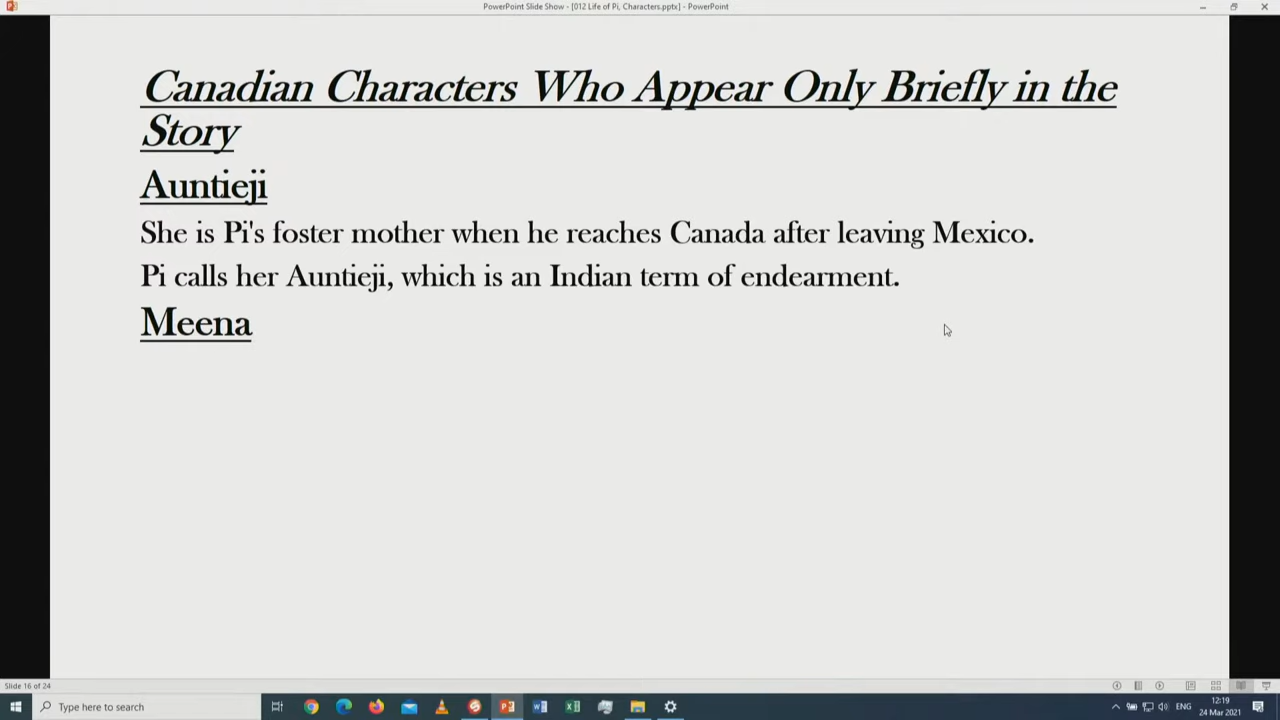 PowerPoint Slide Show - [012 Life of Pi, Characters.pptx] - PowerPoint
Canadian Characters Who Appear Only Briefly in the
Story
Auntieji
She is Pi's foster mother when he reaches Canada after leaving Mexico.
Pi calls her Auntieji, which is an Indian term of endearment.
Meena
Slide 16 of 24
Type here to search
ENG
12:19
24 Mar 2021